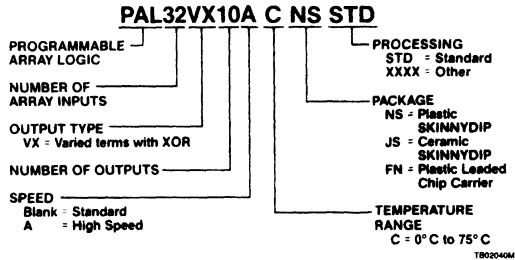 PAL32VX10A C NS STD
PROGRAMMABLE
ARRAY LOGIC
NUMBER OF
ARRAY INPUTS
OUTPUT TYPE
VX = Varied terms with XOR
NUMBER OF OUTPUTS
SPEED
Blank = Standard
A = High Speed
PROCESSING
STD = Standard
XXXX = Other
PACKAGE
NS = Plastic
SKINNYDIP
JS = Ceramic
SKINNYDIP
FN = Plastic Leaded
Chip Carrier
TEMPERATURE
RANGE
C = 0° C to 75° C
TB02040M